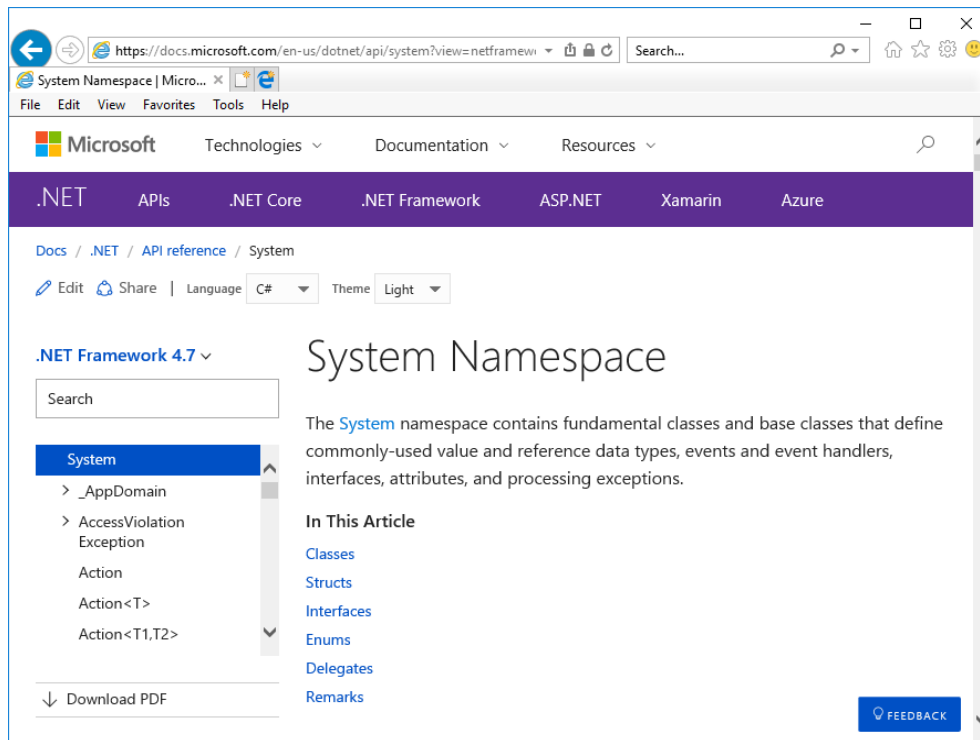 https://docs.microsoft.com/en-us/dotnet/api/system?view=netframew
Search...
System Namespace | Micro...
File Edit View Favorites Tools Help
Microsoft Technologies Documentation Resources
.NET APIs .NET Core .NET Framework ASP.NET Xamarin Azure
Docs / .NET / API reference / System
Edit Share | Language C# Theme Light
.NET Framework 4.7
Search
System
_AppDomain
AccessViolation
Exception
Action
Action<T>
Action<T1,T2>
Download PDF
System Namespace
The System namespace contains fundamental classes and base classes that define
commonly-used value and reference data types, events and event handlers,
interfaces, attributes, and processing exceptions.
In This Article
Classes
Structs
Interfaces
Enums
Delegates
Remarks
FEEDBACK